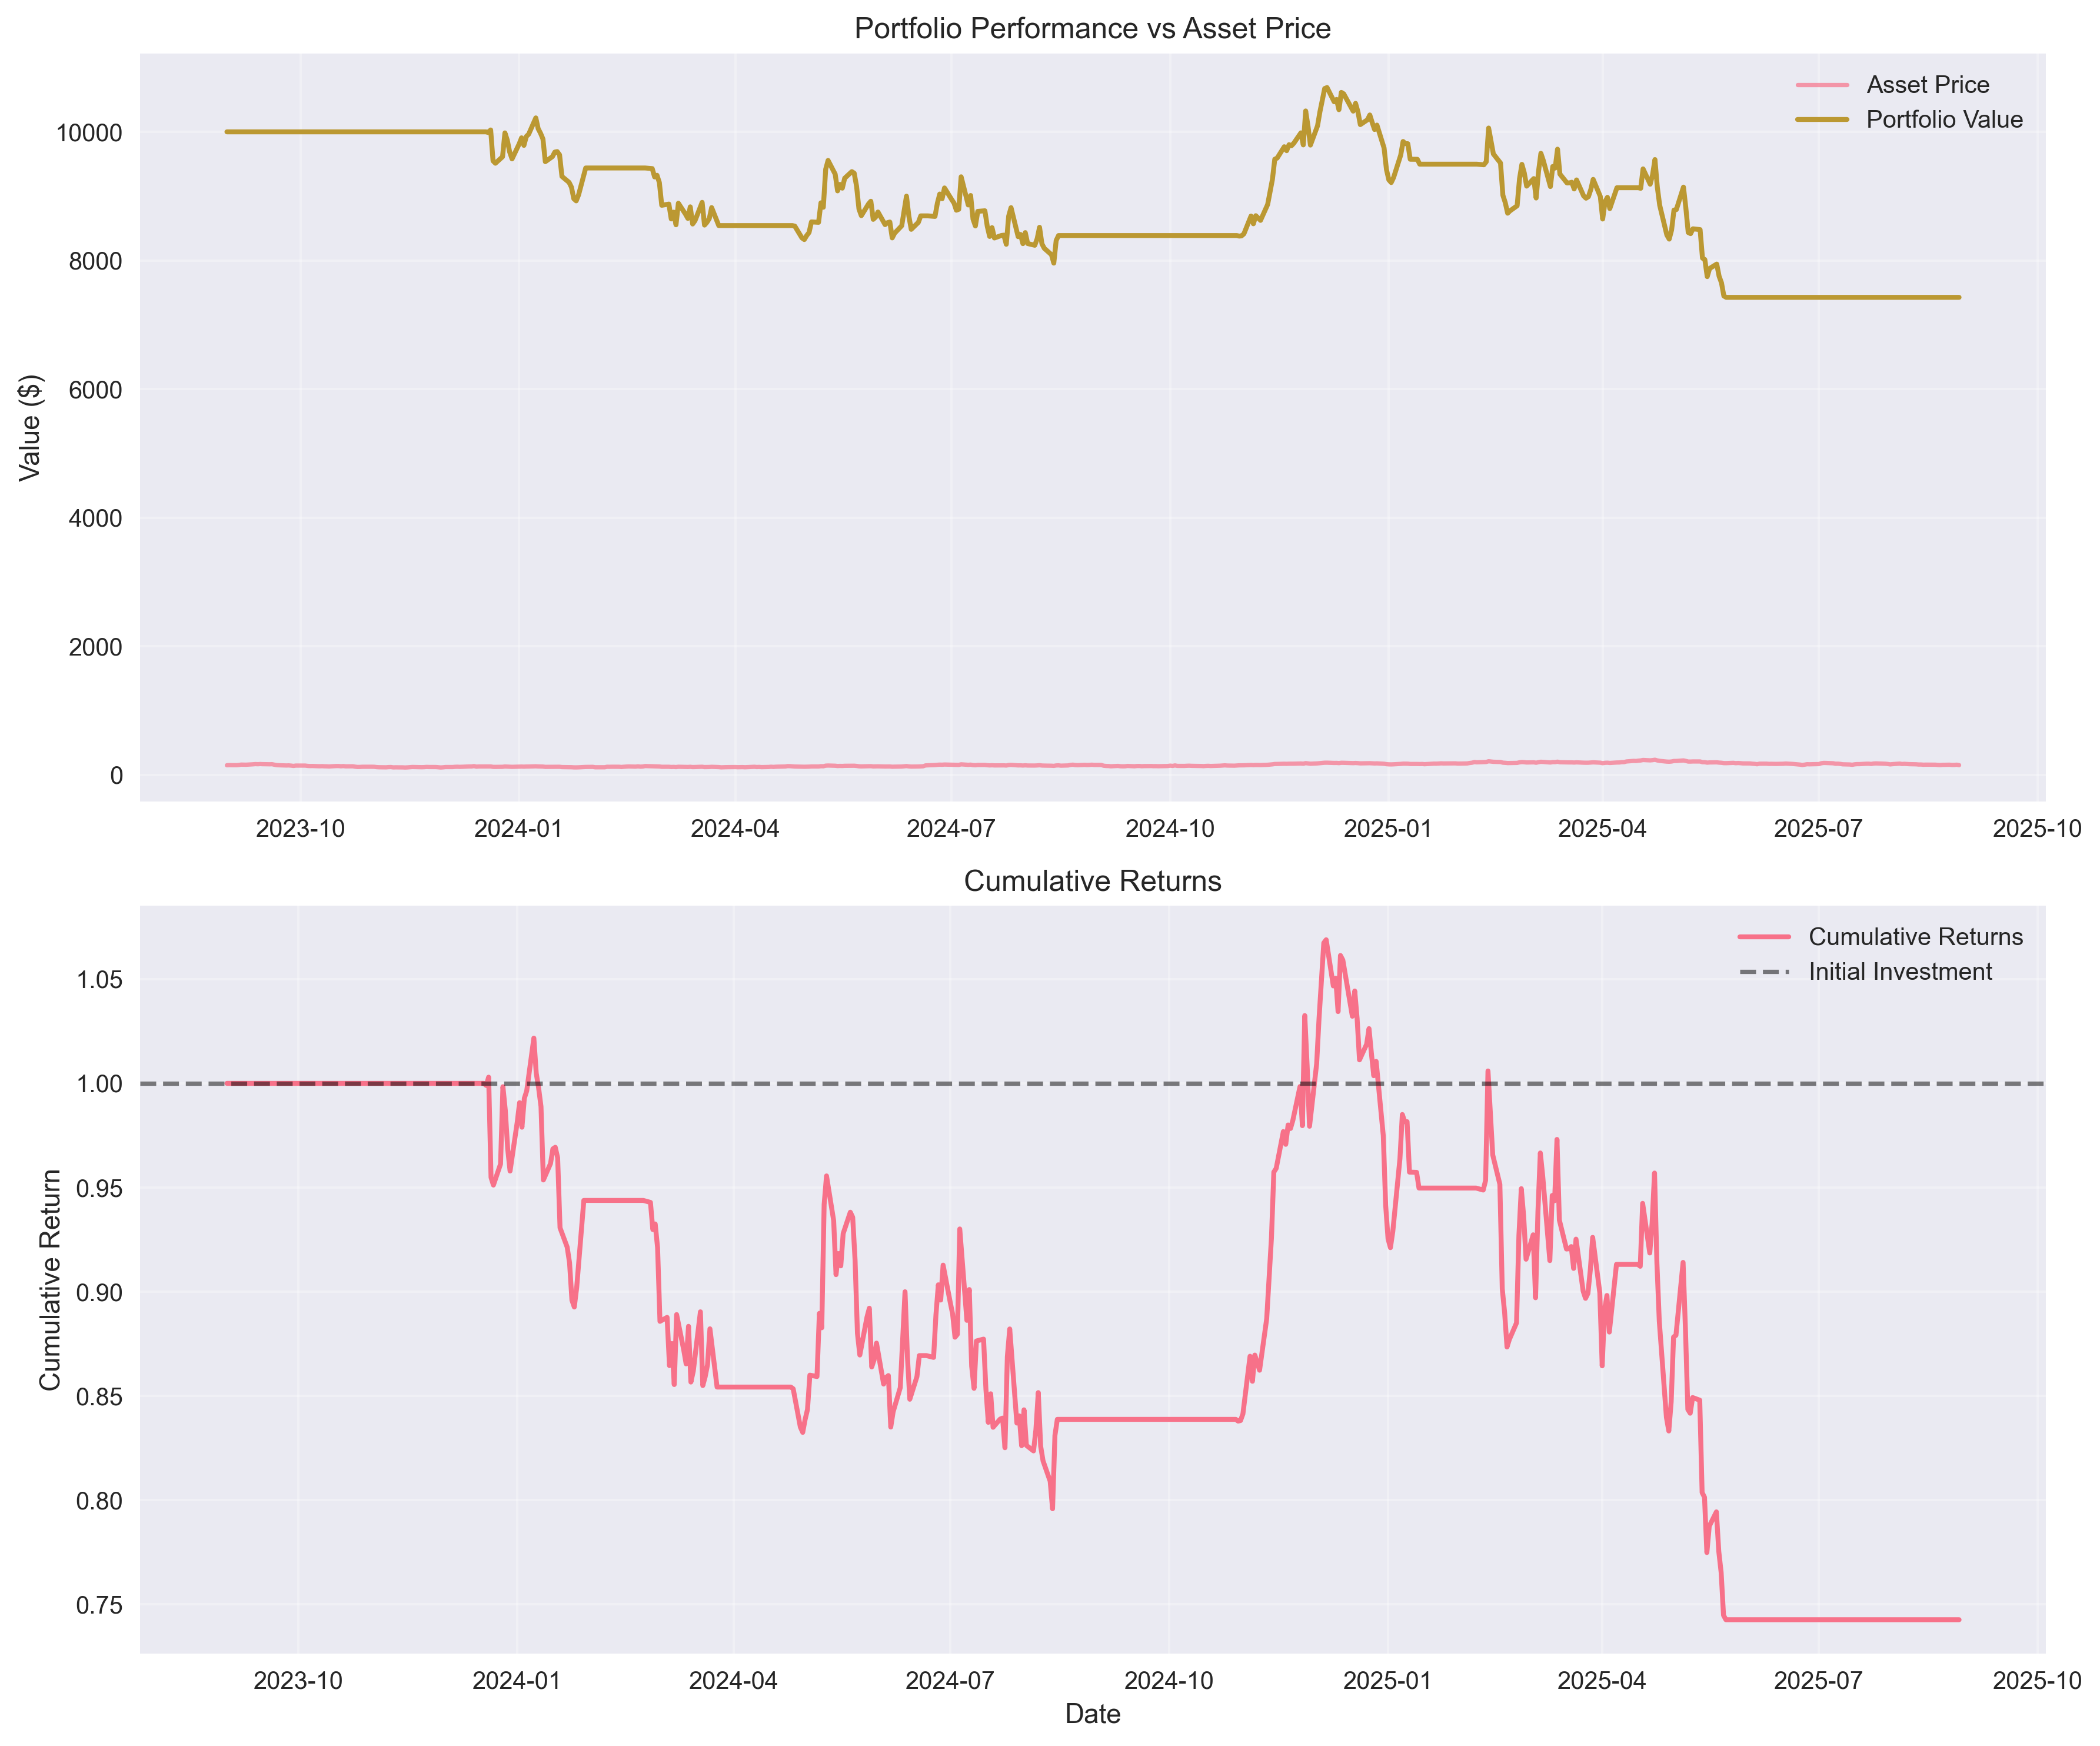 Portfolio Performance vs Asset Price
Asset Price
Portfolio Value
Value ($)
10000
8000
6000
4000
2000
0
2023-10 2024-01 2024-04 2024-07 2024-10 2025-01 2025-04 2025-07 2025-10
Cumulative Returns
Cumulative Returns
Initial Investment
Cumulative Return
1.05
1.00
0.95
0.90
0.85
0.80
0.75
2023-10 2024-01 2024-04 2024-07 2024-10 2025-01 2025-04 2025-07 2025-10
Date